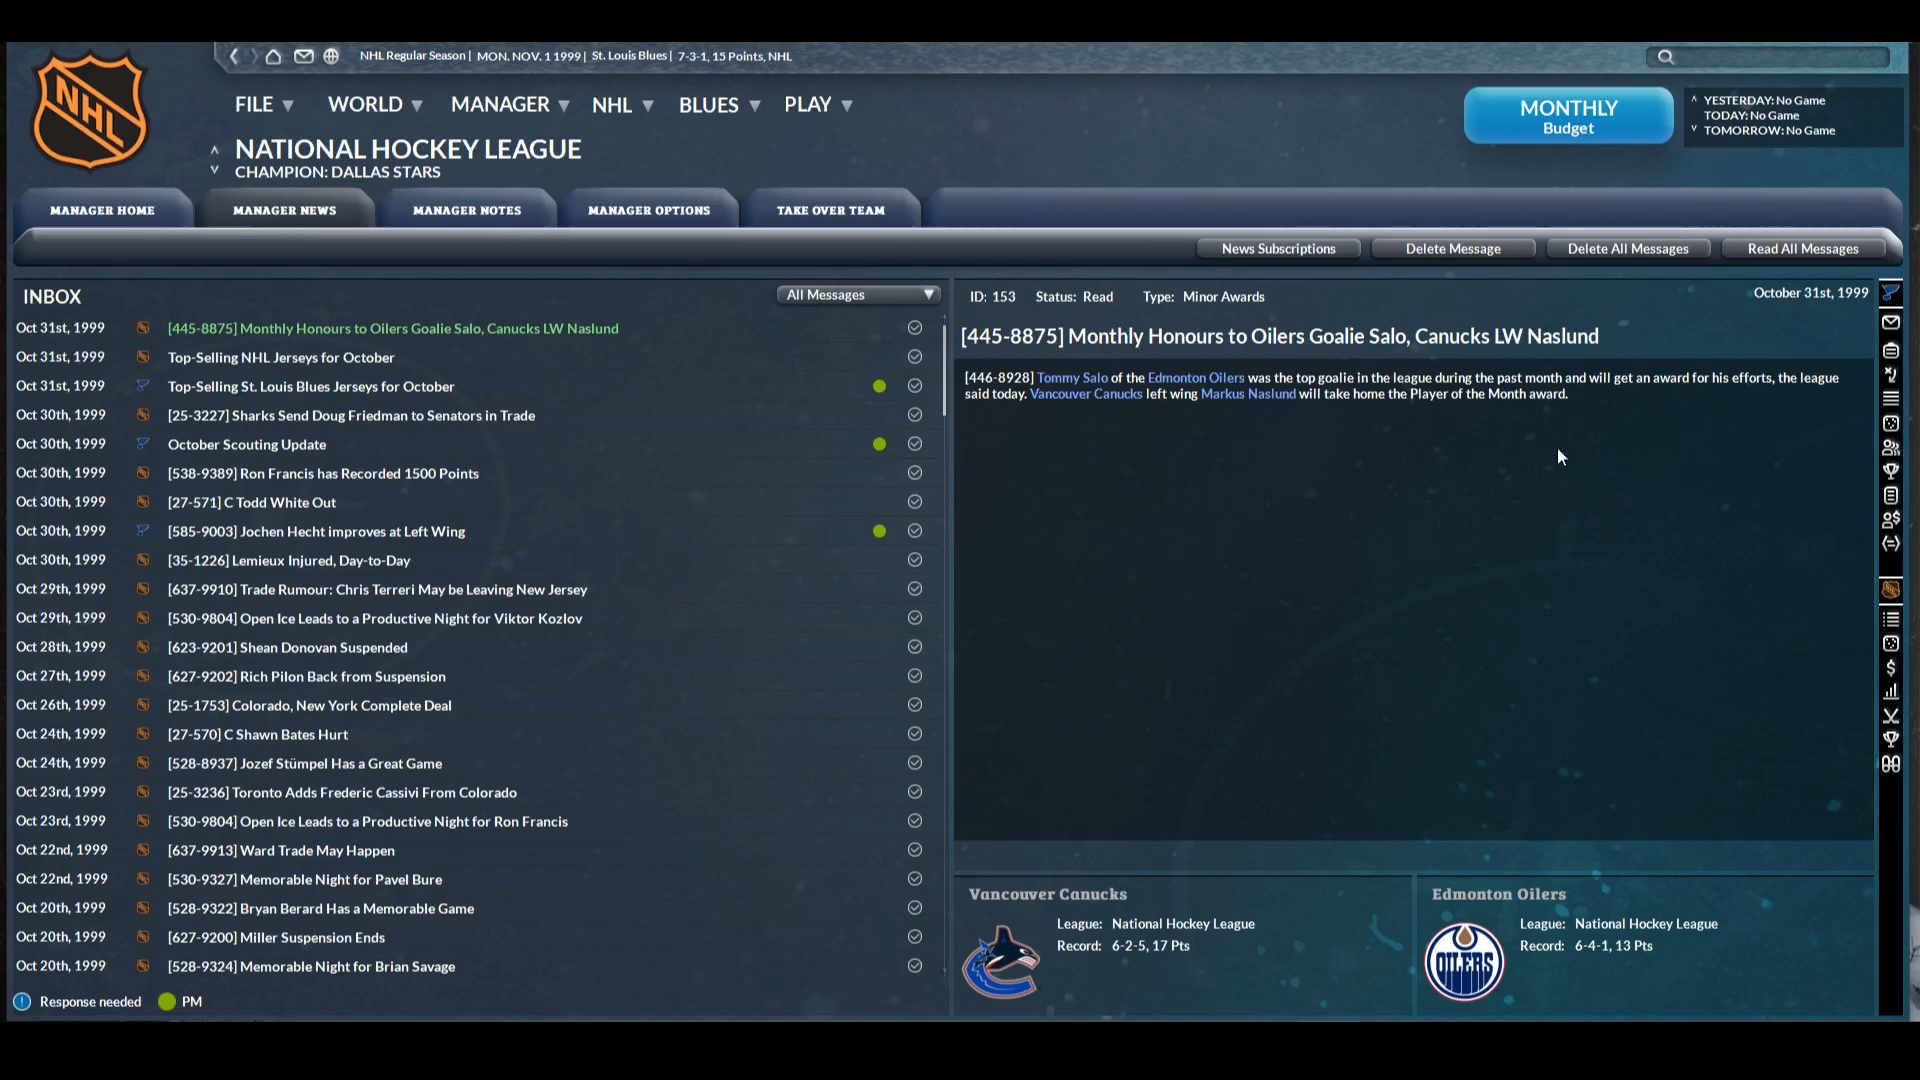 NHL Regular Season | MON. NOV. 1 1999 | St. Louis Blues | 7-3-1, 15 Points, NHL
NHL
FILE WORLD MANAGER NHL BLUES PLAY
MONTHLY
Budget
YESTERDAY: No Game
TODAY: No Game
TOMORROW: No Game
NATIONAL HOCKEY LEAGUE
CHAMPION: DALLAS STARS
MANAGER HOME MANAGER NEWS MANAGER NOTES MANAGER OPTIONS TAKE OVER TEAM
News Subscriptions Delete Message Delete All Messages Read All Messages
INBOX All Messages
Oct 31st, 1999 [445-8875] Monthly Honours to Oilers Goalie Salo, Canucks LW Naslund
Oct 31st, 1999 Top-Selling NHL Jerseys for October
Oct 31st, 1999 Top-Selling St. Louis Blues Jerseys for October
Oct 30th, 1999 [25-3227] Sharks Send Doug Friedman to Senators in Trade
Oct 30th, 1999 October Scouting Update
Oct 30th, 1999 [538-9389] Ron Francis has Recorded 1500 Points
Oct 30th, 1999 [27-571] C Todd White Out
Oct 30th, 1999 [585-9003] Jochen Hecht improves at Left Wing
Oct 30th, 1999 [35-1226] Lemieux Injured, Day-to-Day
Oct 29th, 1999 [637-9910] Trade Rumour: Chris Terreri May be Leaving New Jersey
Oct 29th, 1999 [530-9804] Open Ice Leads to a Productive Night for Viktor Kozlov
Oct 28th, 1999 [623-9201] Shean Donovan Suspended
Oct 27th, 1999 [627-9202] Rich Pilon Back from Suspension
Oct 26th, 1999 [25-1753] Colorado, New York Complete Deal
Oct 24th, 1999 [27-570] C Shawn Bates Hurt
Oct 24th, 1999 [528-8937] Jozef Stümpel Has a Great Game
Oct 23rd, 1999 [25-3236] Toronto Adds Frederic Cassivi From Colorado
Oct 23rd, 1999 [530-9804] Open Ice Leads to a Productive Night for Ron Francis
Oct 22nd, 1999 [637-9913] Ward Trade May Happen
Oct 22nd, 1999 [530-9327] Memorable Night for Pavel Bure
Oct 20th, 1999 [528-9322] Bryan Berard Has a Memorable Game
Oct 20th, 1999 [627-9200] Miller Suspension Ends
Oct 20th, 1999 [528-9324] Memorable Night for Brian Savage
Response needed PM
ID: 153 Status: Read Type: Minor Awards October 31st, 1999
[445-8875] Monthly Honours to Oilers Goalie Salo, Canucks LW Naslund
[446-8928] Tommy Salo of the Edmonton Oilers was the top goalie in the league during the past month and will get an award for his efforts, the league
said today. Vancouver Canucks left wing Markus Naslund will take home the Player of the Month award.
Vancouver Canucks
League: National Hockey League
Record: 6-2-5, 17 Pts
Edmonton Oilers
League: National Hockey League
Record: 6-4-1, 13 Pts
OILERS